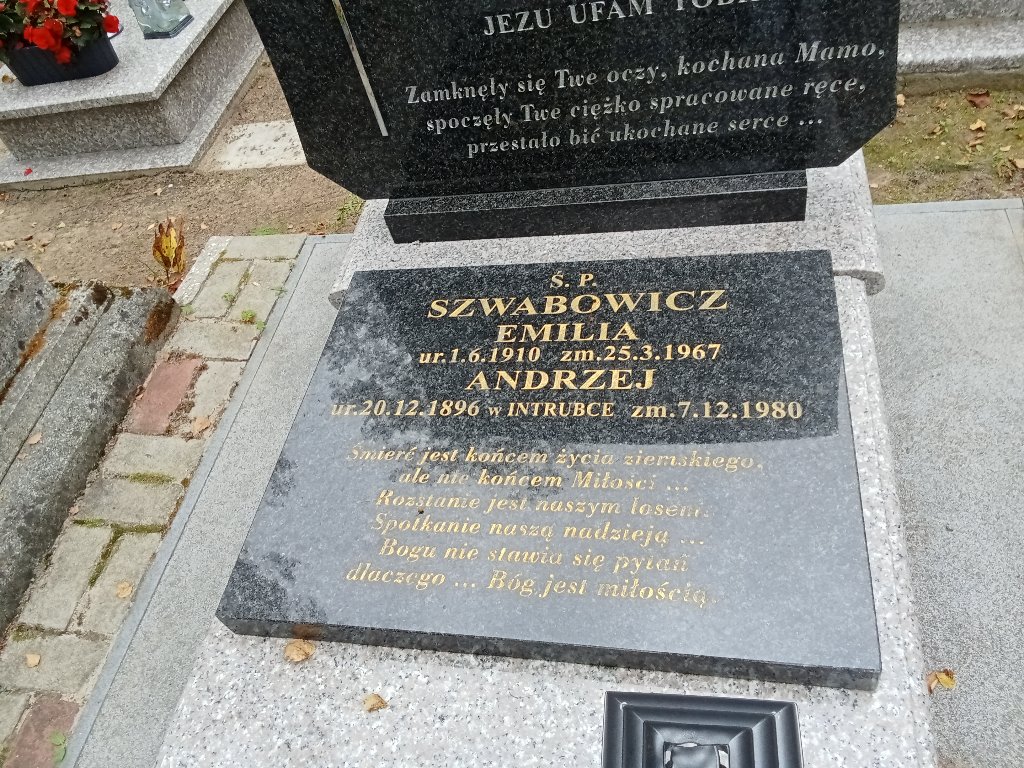 JEZU UFAM TOBIE
Zamknęły się Twe oczy, kochana Mamo,
spoczęły Twe ciężko spracowane ręce,
przestało bić ukochane serce ...
Ś. P.
SZWABOWICZ
EMILIA
ur.1.6.1910 zm.25.3.1967
ANDRZEJ
ur.20.12.1896 w INTRUBCE zm.7.12.1980
Śmierć jest końcem życia ziemskiego,
ale nie końcem Miłości ...
Rozstanie jest naszym losem.
Spotkanie naszą nadzieją ...
Bogu nie stawia się pytań
dlaczego ... Bóg jest miłością.